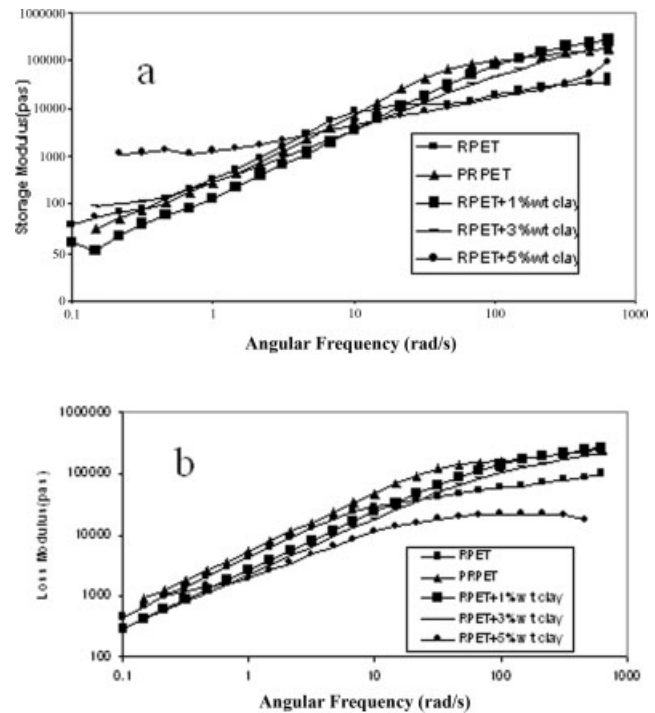 a
1000000
100000
10000
1000
100
50
0
Storage Modulus(pas)
RPET
PRPET
RPET+1%wt clay
RPET+3%wt clay
RPET+5%wt clay
0.1 1 10 100 1000
Angular Frequency (rad/s)
b
1000000
100000
10000
1000
100
Loss Modulus(pas)
RPET
PRPET
RPET+1%wt clay
RPET+3%wt clay
RPET+5%wt clay
0.1 1 10 100 1000
Angular Frequency (rad/s)